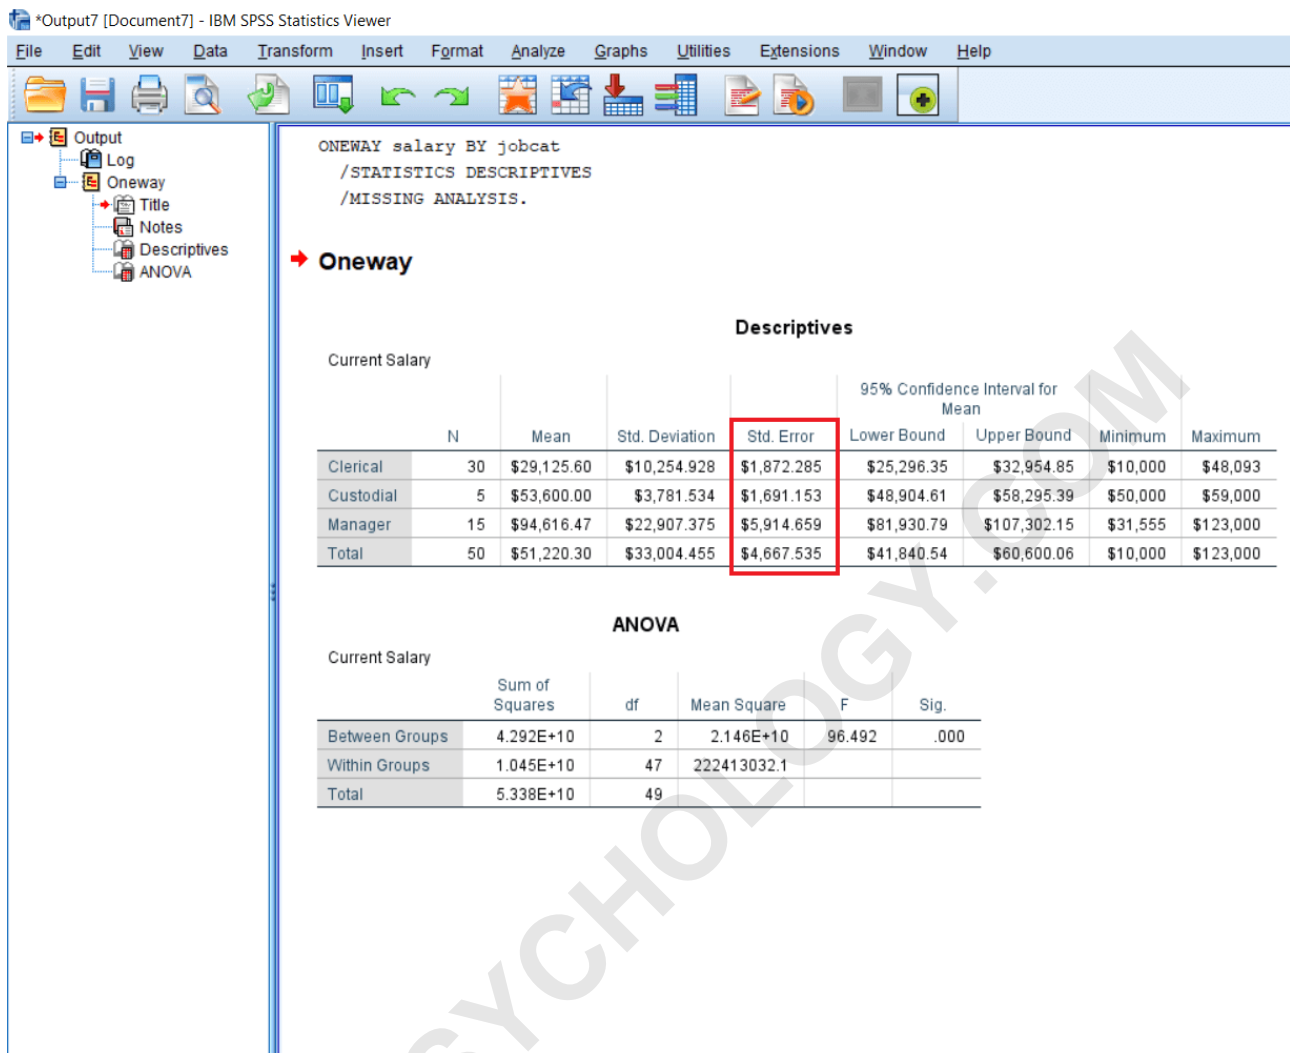 *Output7 [Document7] - IBM SPSS Statistics Viewer
File Edit View Data Transform Insert Format Analyze Graphs Utilities Extensions Window Help
Output
Log
Oneway
Title
Notes
Descriptives
ANOVA
ONEWAY salary BY jobcat
/STATISTICS DESCRIPTIVES
/MISSING ANALYSIS.
Oneway
Descriptives
Current Salary
95% Confidence Interval for
Mean
N Mean Std. Deviation Std. Error Lower Bound Upper Bound Minimum Maximum
Clerical 30 $29,125.60 $10,254.928 $1,872.285 $25,296.35 $32,954.85 $10,000 $48,093
Custodial 5 $53,600.00 $3,781.534 $1,691.153 $48,904.61 $58,295.39 $50,000 $59,000
Manager 15 $94,616.47 $22,907.375 $5,914.659 $81,930.79 $107,302.15 $31,555 $123,000
Total 50 $51,220.30 $33,004.455 $4,667.535 $41,840.54 $60,600.06 $10,000 $123,000
ANOVA
Current Salary
Sum of
Squares df Mean Square F Sig.
Between Groups 4.292E+10 2 2.146E+10 96.492 .000
Within Groups 1.045E+10 47 222413032.1
Total 5.338E+10 49
SYCHOLOGY.COM